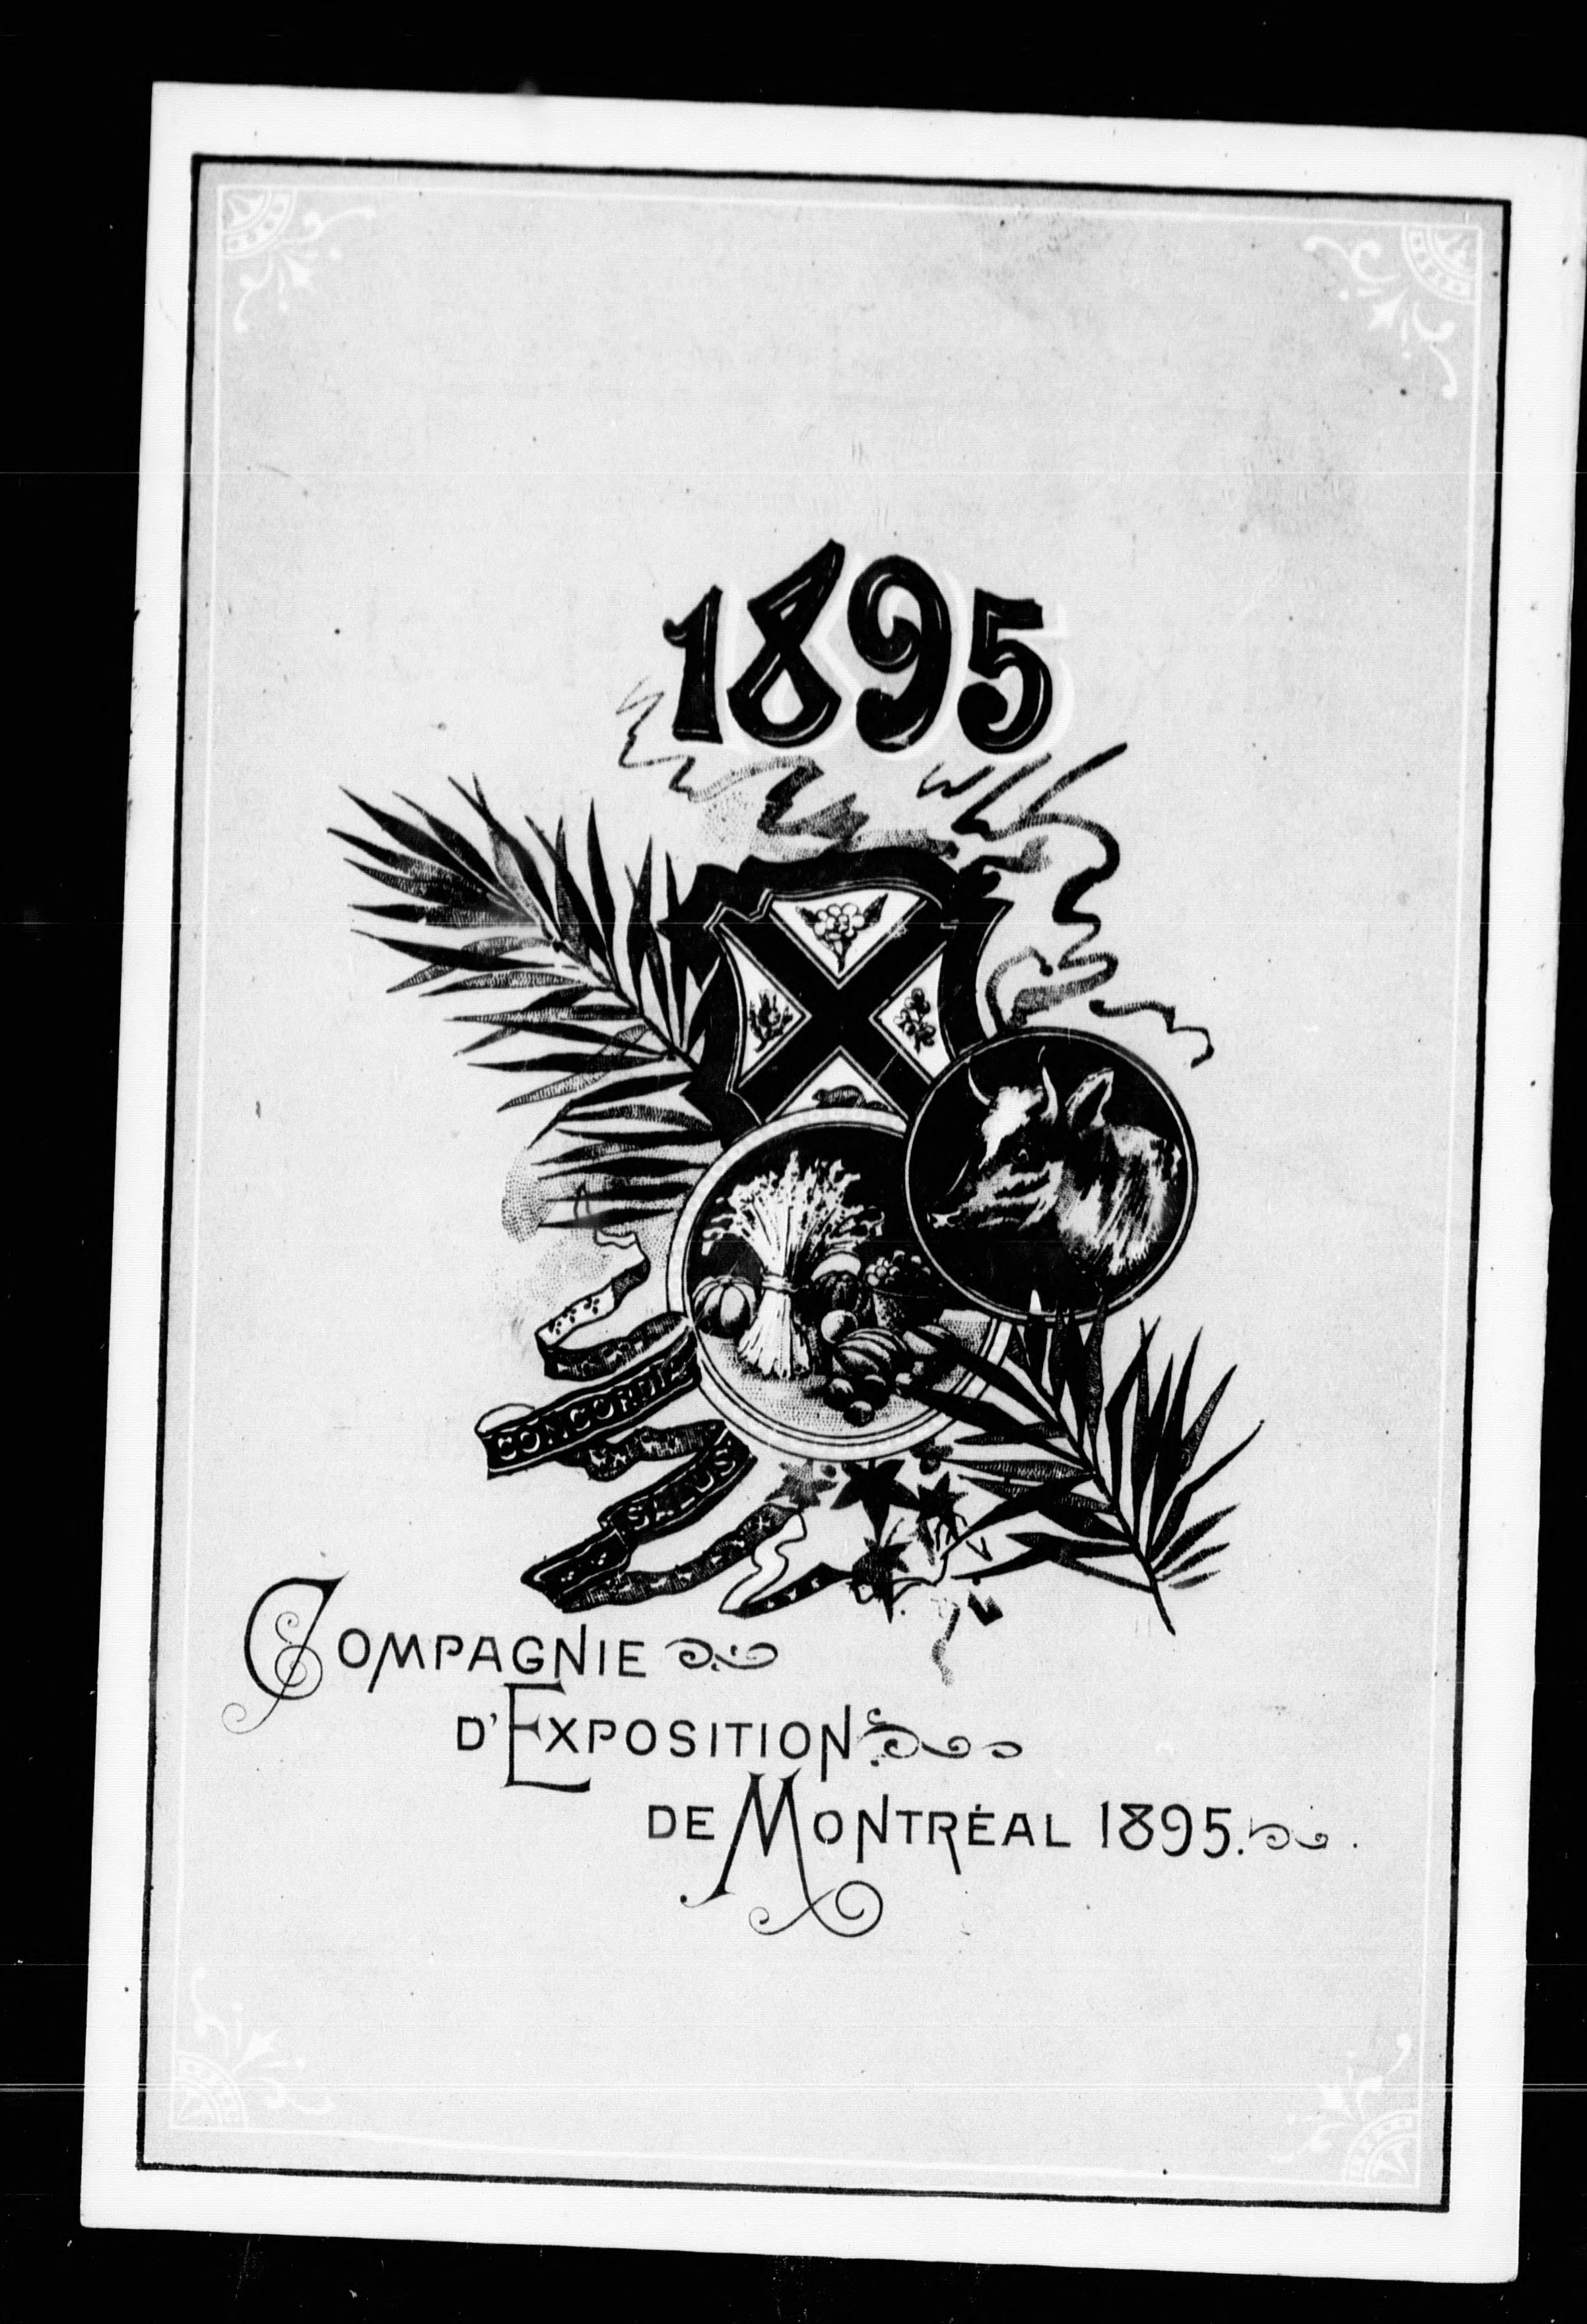 1895
CONCORDIA
SALUS
COMPAGNIE
D'EXPOSITION
DE MONTRÉAL 1895.